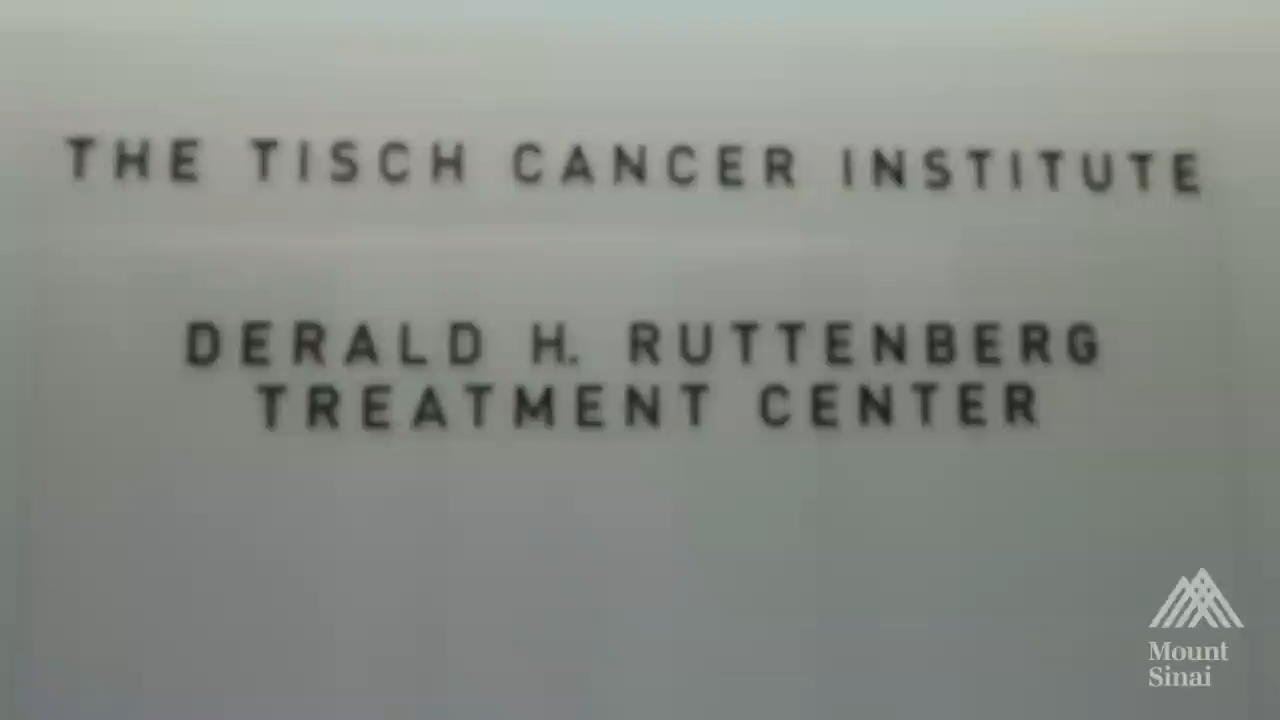 THE TISCH CANCER INSTITUTE
DERALD H. RUTTENBERG
TREATMENT CENTER
Mount
Sinai